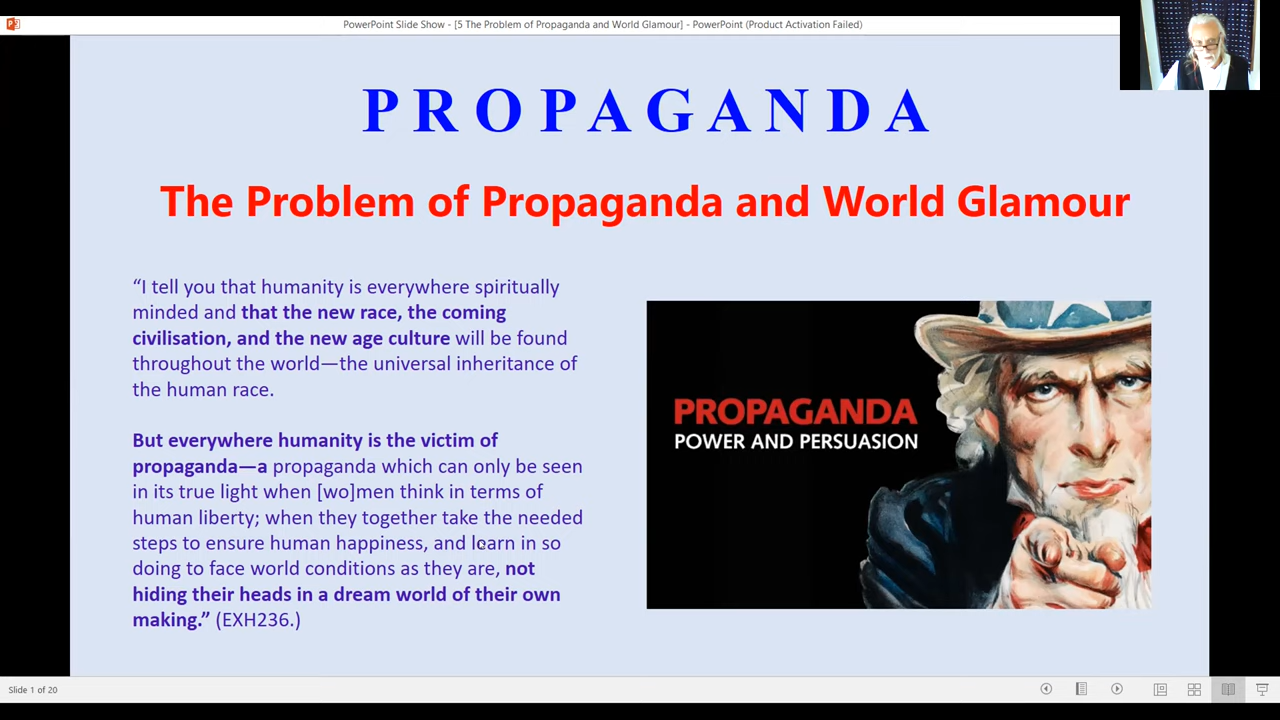 PowerPoint Slide Show - [5 The Problem of Propaganda and World Glamour] - PowerPoint (Product Activation Failed)
PROPAGANDA
The Problem of Propaganda and World Glamour
“I tell you that humanity is everywhere spiritually
minded and that the new race, the coming
civilisation, and the new age culture will be found
throughout the world—the universal inheritance of
the human race.
But everywhere humanity is the victim of
propaganda—a propaganda which can only be seen
in its true light when [wo]men think in terms of
human liberty; when they together take the needed
steps to ensure human happiness, and learn in so
doing to face world conditions as they are, not
hiding their heads in a dream world of their own
making.” (EXH236.)
PROPAGANDA
POWER AND PERSUASION
Slide 1 of 20